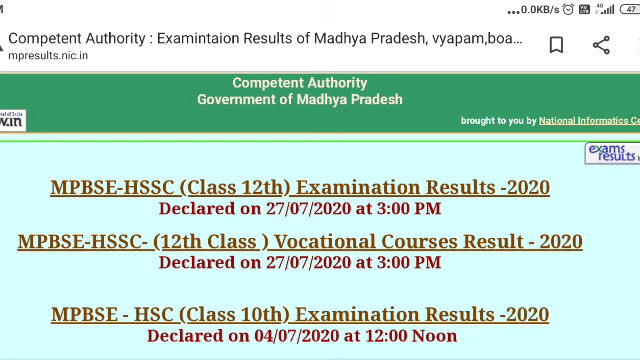 ...0.0KB/s 4G 47
Competent Authority : Examintaion Results of Madhya Pradesh, vyapam,boa...
mpresults.nic.in
Competent Authority
Government of Madhya Pradesh
brought to you by National Informatics Ce
w.in
exams
results
MPBSE-HSSC (Class 12th) Examination Results -2020
Declared on 27/07/2020 at 3:00 PM
MPBSE-HSSC- (12th Class ) Vocational Courses Result - 2020
Declared on 27/07/2020 at 3:00 PM
MPBSE - HSC (Class 10th) Examination Results -2020
Declared on 04/07/2020 at 12:00 Noon